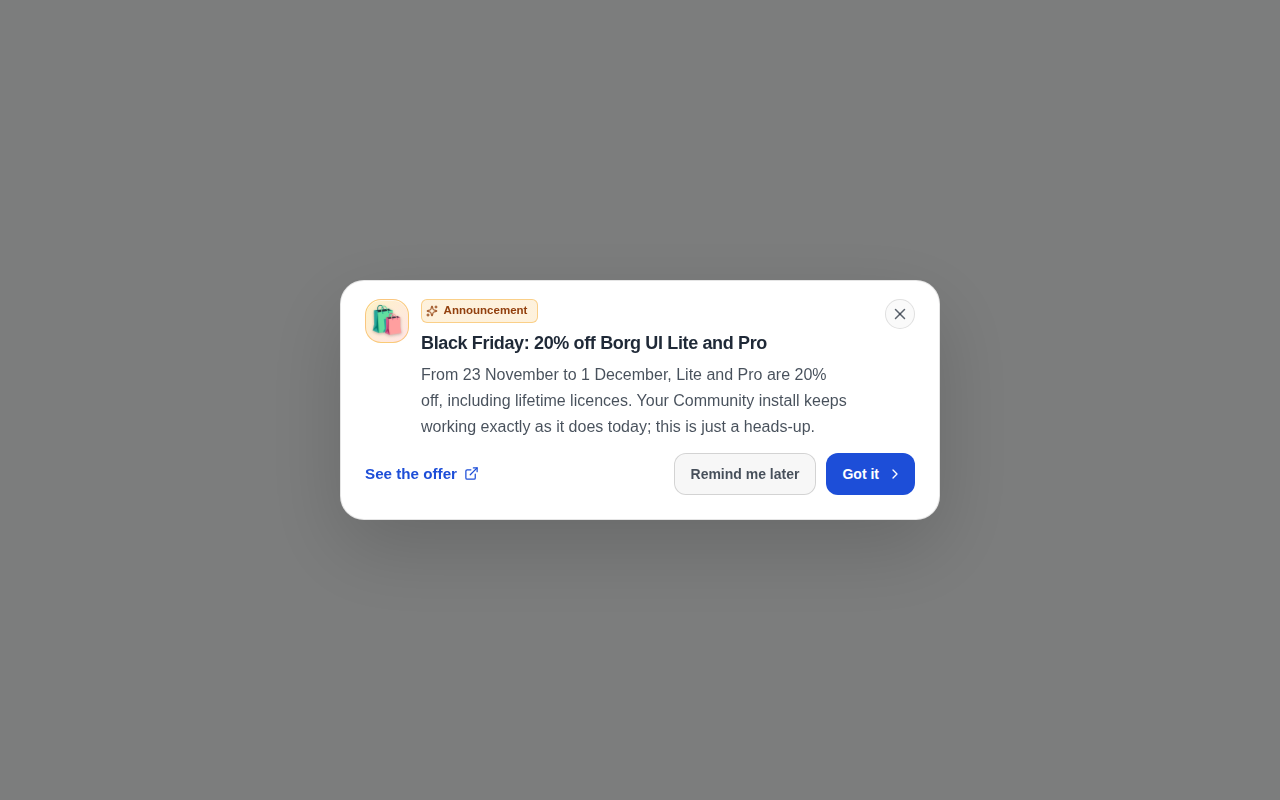 Announcement
Black Friday: 20% off Borg UI Lite and Pro
From 23 November to 1 December, Lite and Pro are 20%
off, including lifetime licences. Your Community install keeps
working exactly as it does today; this is just a heads-up.
See the offer
Remind me later
Got it